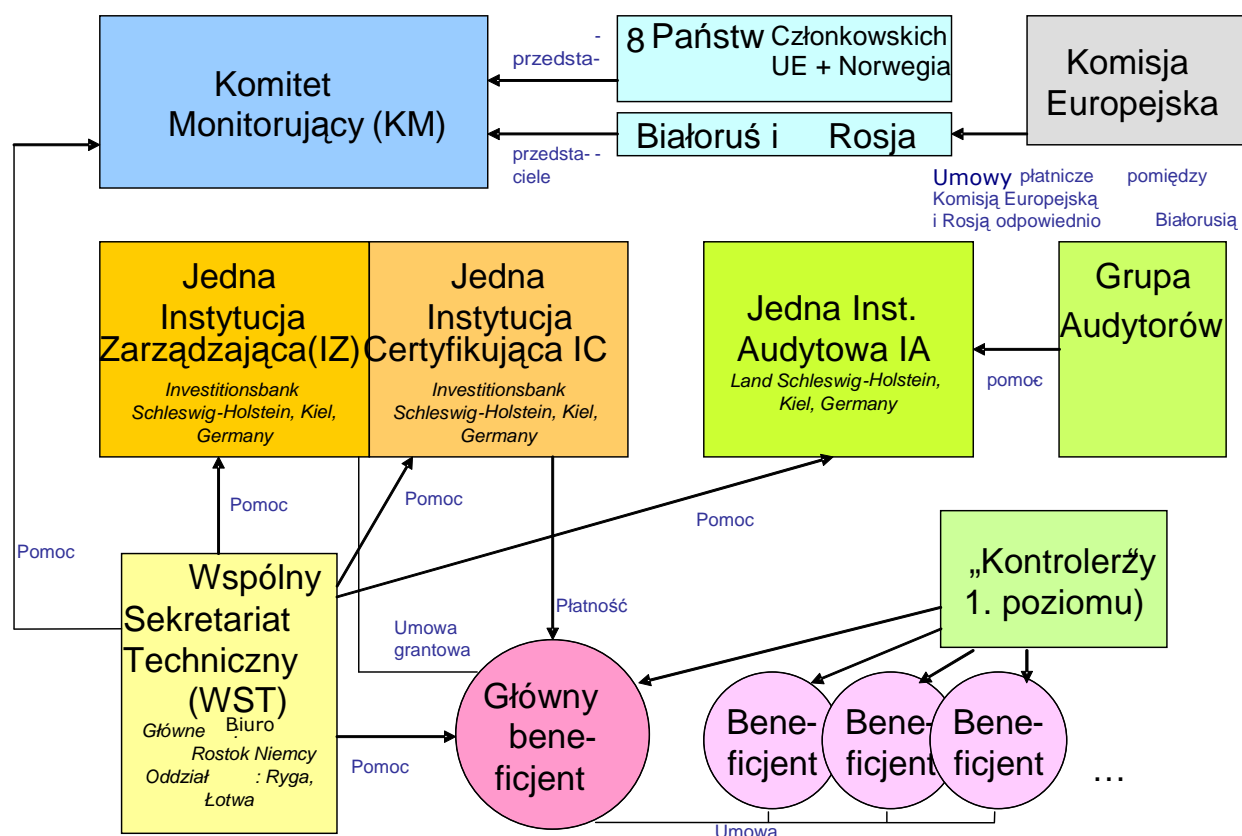 Komitet
Monitorujący (KM)
-
przedsta-
8 Państw Członkowskich
UE + Norwegia
Białoruś i Rosja
przedsta- -
ciele
Komisja
Europejska
Umowy płatnicze pomiędzy
Komisją Europejską
i Rosją odpowiednio Białorusią
Jedna
Instytucja
Zarządzająca(IZ)
Investitionsbank
Schleswig-Holstein, Kiel,
Germany
Jedna
Instytucja
Certyfikująca IC
Investitionsbank
Schleswig-Holstein, Kiel,
Germany
Jedna Inst.
Audytowa IA
Land Schleswig-Holstein,
Kiel, Germany
pomoc
Grupa
Audytorów
Pomoc
Pomoc
Pomoc
Pomoc
Wspólny
Sekretariat
Techniczny
(WST)
Główne Biuro
:
Rostok Niemcy
Oddział : Ryga,
Łotwa
Umowa
grantowa
Płatność
Pomoc
Główny
bene-
ficjent
„Kontrolerzy“
1. poziomu)
Bene-
ficjent
Bene-
ficjent
Bene-
ficjent
…
Umowa